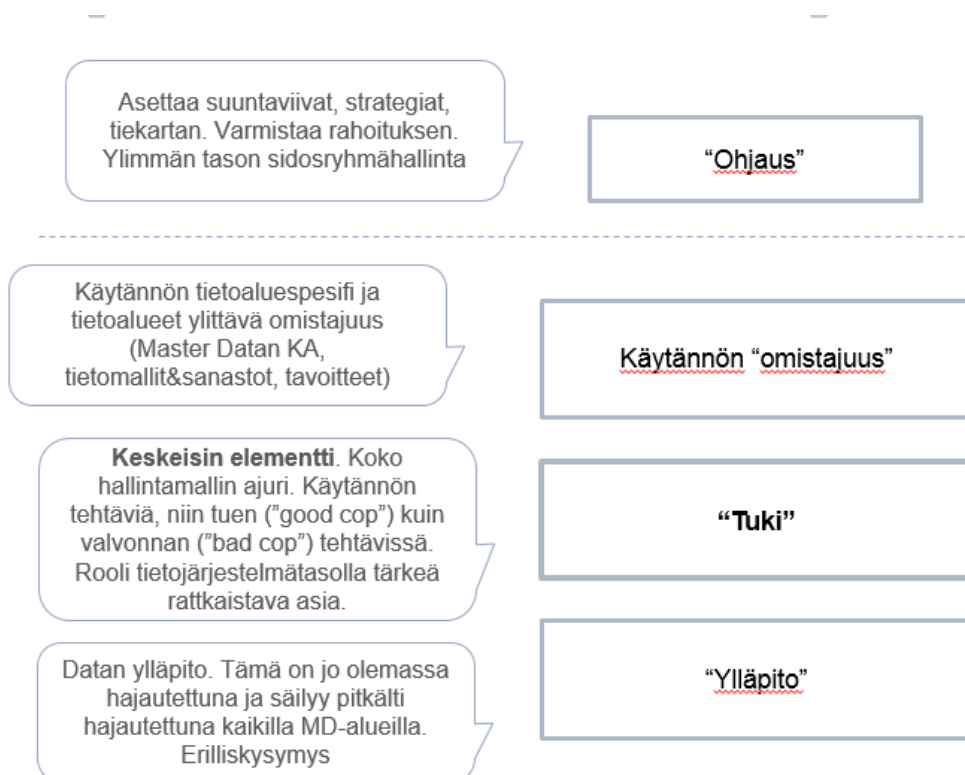 Asettaa suuntaviivat, strategiat,
tiekartan. Varmistaa rahoituksen.
Ylimmän tason sidosryhmähallinta
“Ohjaus”
Käytännön tietoaluespesifi ja
tietoalueet ylittävä omistajuus
(Master Datan KA,
tietomallit&sanastot, tavoitteet)
Käytännön “omistajuus”
Keskeisin elementti. Koko
hallintamallin ajuri. Käytännön
tehtäviä, niin tuen (”good cop”) kuin
valvonnan (”bad cop”) tehtävissä.
Rooli tietojärjestelmätasolla tärkeä
rattkaistava asia.
“Tuki”
Datan ylläpito. Tämä on jo olemassa
hajautettuna ja säilyy pitkälti
hajautettuna kaikilla MD-alueilla.
Erilliskysymys
“Ylläpito”